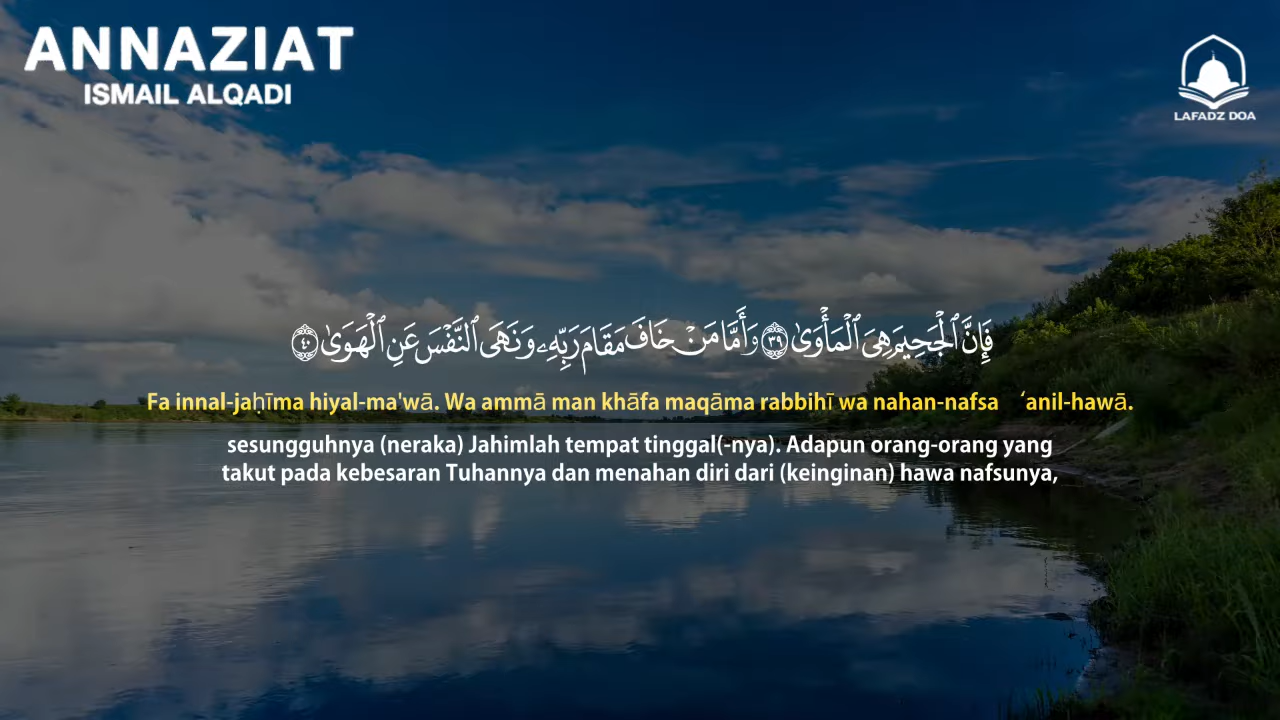 ANNAZIAT
ISMAIL ALQADI
LAFADZ DOA
فَإِنَّ ٱلْجَحِيمَ هِىَ ٱلْمَأْوَىٰ ﴿٣٩﴾ وَأَمَّا مَنْ خَافَ مَقَامَ رَبِّهِۦ وَنَهَى ٱلنَّفْسَ عَنِ ٱلْهَوَىٰ ﴿٤٠﴾
Fa innal-jaḥīma hiyal-ma'wā. Wa ammā man khāfa maqāma rabbihī wa nahan-nafsa ‘anil-hawā.
sesungguhnya (neraka) Jahimlah tempat tinggal(-nya). Adapun orang-orang yang
takut pada kebesaran Tuhannya dan menahan diri dari (keinginan) hawa nafsunya,